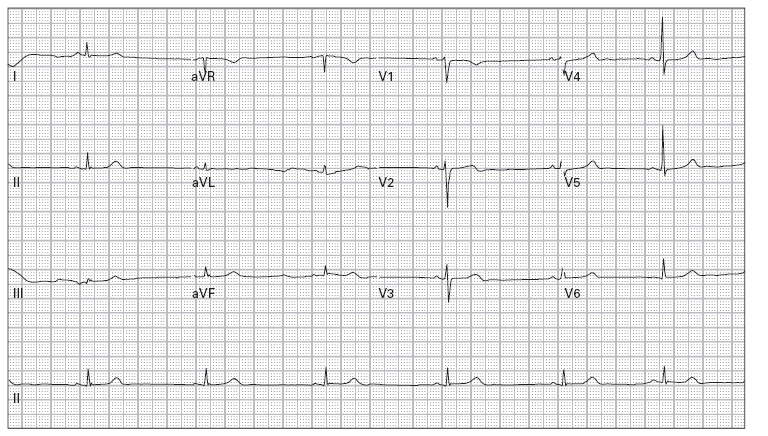 I aVR V1 V4
II aVL V2 V5
III aVF V3 V6
II